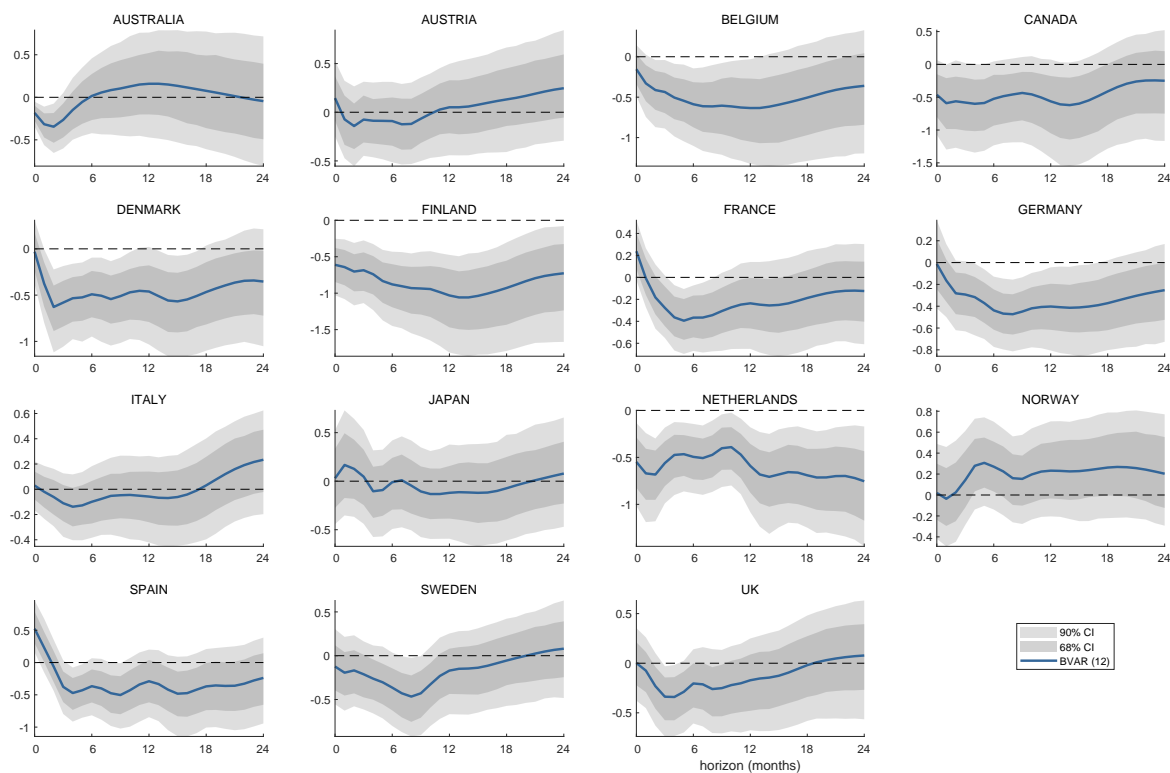 AUSTRALIA
0.5
0
-0.5
0 6 12 18 24
AUSTRIA
0.5
0
-0.5
0 6 12 18 24
BELGIUM
0
-0.5
-1
0 6 12 18 24
CANADA
0.5
0
-0.5
-1
-1.5
0 6 12 18 24
DENMARK
0
-0.5
-1
0 6 12 18 24
FINLAND
0
-0.5
-1
-1.5
0 6 12 18 24
FRANCE
0.4
0.2
0
-0.2
-0.4
-0.6
0 6 12 18 24
GERMANY
0.2
0
-0.2
-0.4
-0.6
-0.8
0 6 12 18 24
ITALY
0.6
0.4
0.2
0
-0.2
-0.4
0 6 12 18 24
JAPAN
0.5
0
-0.5
0 6 12 18 24
NETHERLANDS
0
-0.5
-1
0 6 12 18 24
NORWAY
0.8
0.6
0.4
0.2
0
-0.2
-0.4
0 6 12 18 24
SPAIN
0.5
0
-0.5
-1
0 6 12 18 24
SWEDEN
0.5
0
-0.5
0 6 12 18 24
UK
0.5
0
-0.5
0 6 12 18 24
horizon (months)
90% CI
68% CI
BVAR (12)